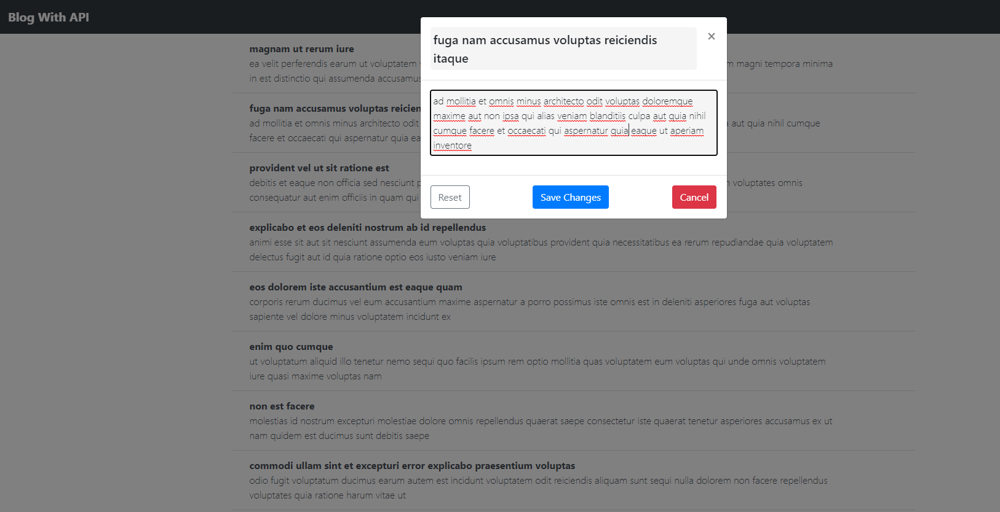 Blog With API
fuga nam accusamus voluptas reiciendis
itaque
×
ad mollitia et omnis minus architecto odit voluptas doloremque
maxime aut non ipsa qui alias veniam blanditiis culpa aut quia nihil
cumque facere et occaecati qui aspernatur quia eaque ut aperiam
inventore
Reset Save Changes Cancel
magnam ut rerum iure
ea velit perferendis earum ut voluptatem magni tempora minima
in est distinctio qui assumenda accusamus
fuga nam accusamus voluptas
ad mollitia et omnis minus architecto odit aut quia nihil cumque
facere et occaecati qui aspernatur quia
provident vel ut sit ratione est
debitis et eaque non officia sed nesciunt voluptates omnis
consequatur aut enim officiis in quam qui
explicabo et eos deleniti nostrum ab id repellendus
animi esse sit aut sit nesciunt assumenda eum voluptas quia voluptatibus provident quia necessitatibus ea rerum repudiandae quia voluptatem
delectus fugit aut id quia ratione optio eos iusto veniam iure
eos dolorem iste accusantium est eaque quam
corporis rerum ducimus vel eum accusantium maxime aspernatur a porro possimus iste omnis est in deleniti asperiores fuga aut voluptas
sapiente vel dolore minus voluptatem incidunt ex
enim quo cumque
ut voluptatum aliquid illo tenetur nemo sequi quo facilis ipsum rem optio mollitia quas voluptatem eum voluptas qui unde omnis voluptatem
iure quasi maxime voluptas nam
non est facere
molestias id nostrum excepturi molestiae dolore omnis repellendus quaerat saepe consectetur iste quaerat tenetur asperiores accusamus ex ut
nam quidem est ducimus sunt debitis saepe
commodi ullam sint et excepturi error explicabo praesentium voluptas
odio fugit voluptatum ducimus earum autem est incidunt voluptatem odit reiciendis aliquam sunt sequi nulla dolorem non facere repellendus
voluptates quia ratione harum vitae ut